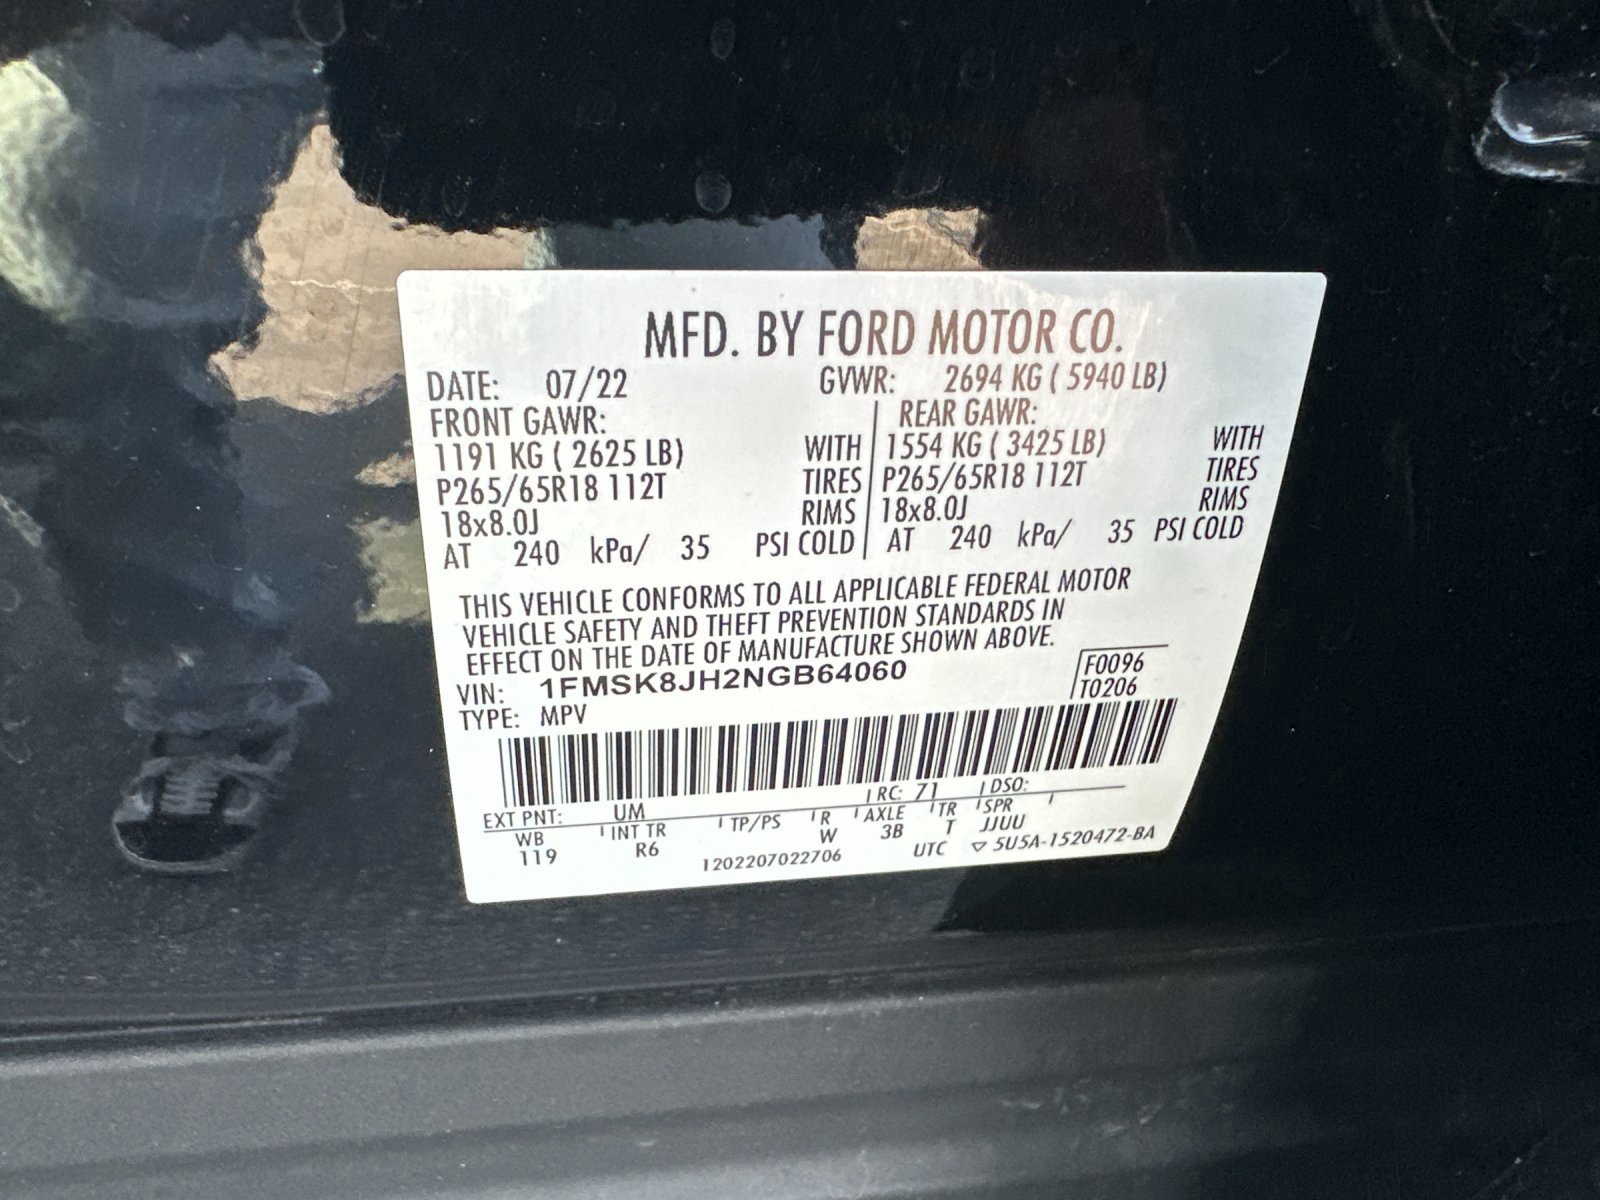 MFD. BY FORD MOTOR CO.
DATE: 07/22 GVWR: 2694 KG ( 5940 LB)
FRONT GAWR: REAR GAWR:
1191 KG ( 2625 LB) WITH 1554 KG ( 3425 LB) WITH
P265/65R18 112T TIRES P265/65R18 112T TIRES
18x8.0J RIMS 18x8.0J RIMS
AT 240 kPa/ 35 PSI COLD AT 240 kPa/ 35 PSI COLD
THIS VEHICLE CONFORMS TO ALL APPLICABLE FEDERAL MOTOR
VEHICLE SAFETY AND THEFT PREVENTION STANDARDS IN
EFFECT ON THE DATE OF MANUFACTURE SHOWN ABOVE.
VIN: 1FMSK8JH2NGB64060 F0096
TYPE: MPV T0206
EXT PNT: UM RC: 71 DSO:
WB INT TR TP/PS R AXLE TR SPR
119 R6 W 3B T JJUU
1202207022706 UTC ▽ 5U5A-1520472-BA